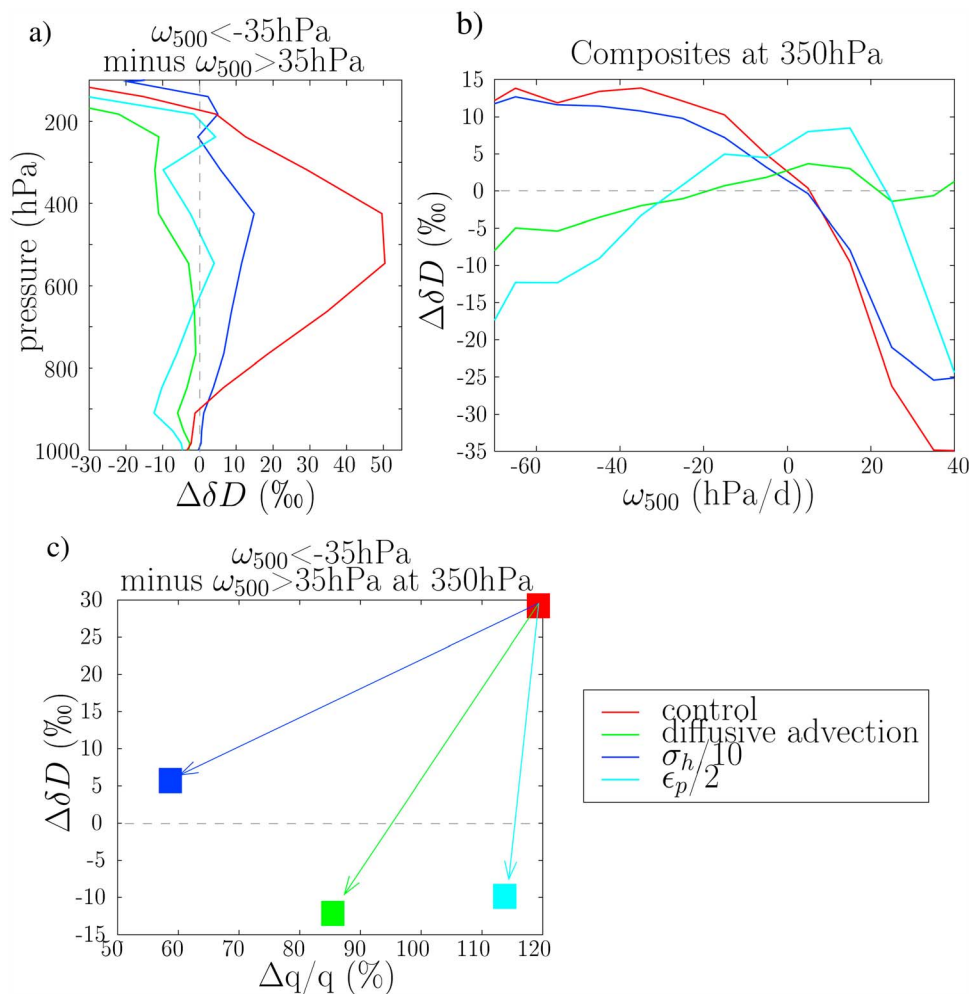 a)
ω500<-35hPa
minus ω500>35hPa
200
400
600
800
1000
pressure (hPa)
-30 -20 -10 0 10 20 30 40 50
ΔδD (‰)
b)
Composites at 350hPa
15
10
5
0
-5
-10
-15
-20
-25
-30
-35
ΔδD (‰)
-60 -40 -20 0 20 40
ω500 (hPa/d))
c)
ω500<-35hPa
minus ω500>35hPa at 350hPa
30
25
20
15
10
5
0
-5
-10
-15
ΔδD (‰)
50 60 70 80 90 100 110 120
Δq/q (%)
control
diffusive advection
σh/10
ϵp/2